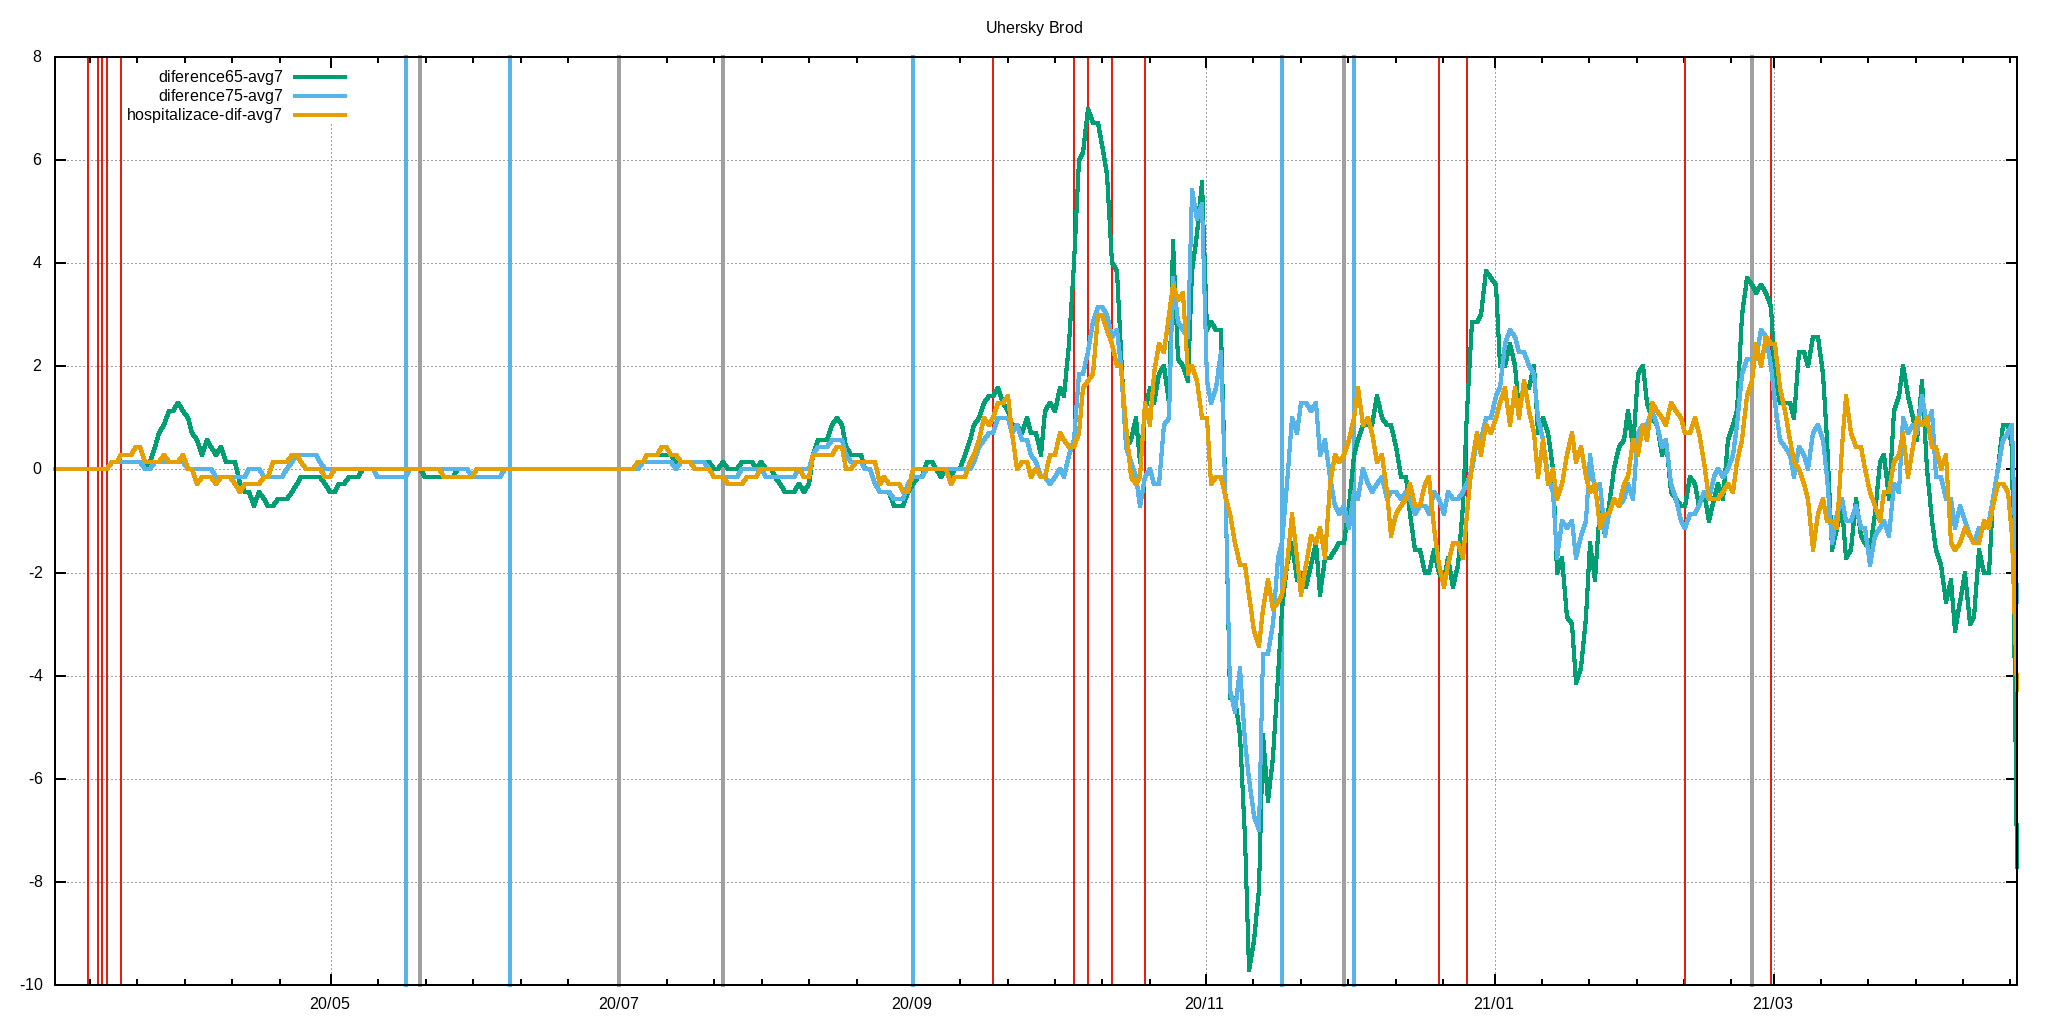 Uhersky Brod
diference65-avg7
diference75-avg7
hospitalizace-dif-avg7
8
6
4
2
0
-2
-4
-6
-8
-10
20/05 20/07 20/09 20/11 21/01 21/03